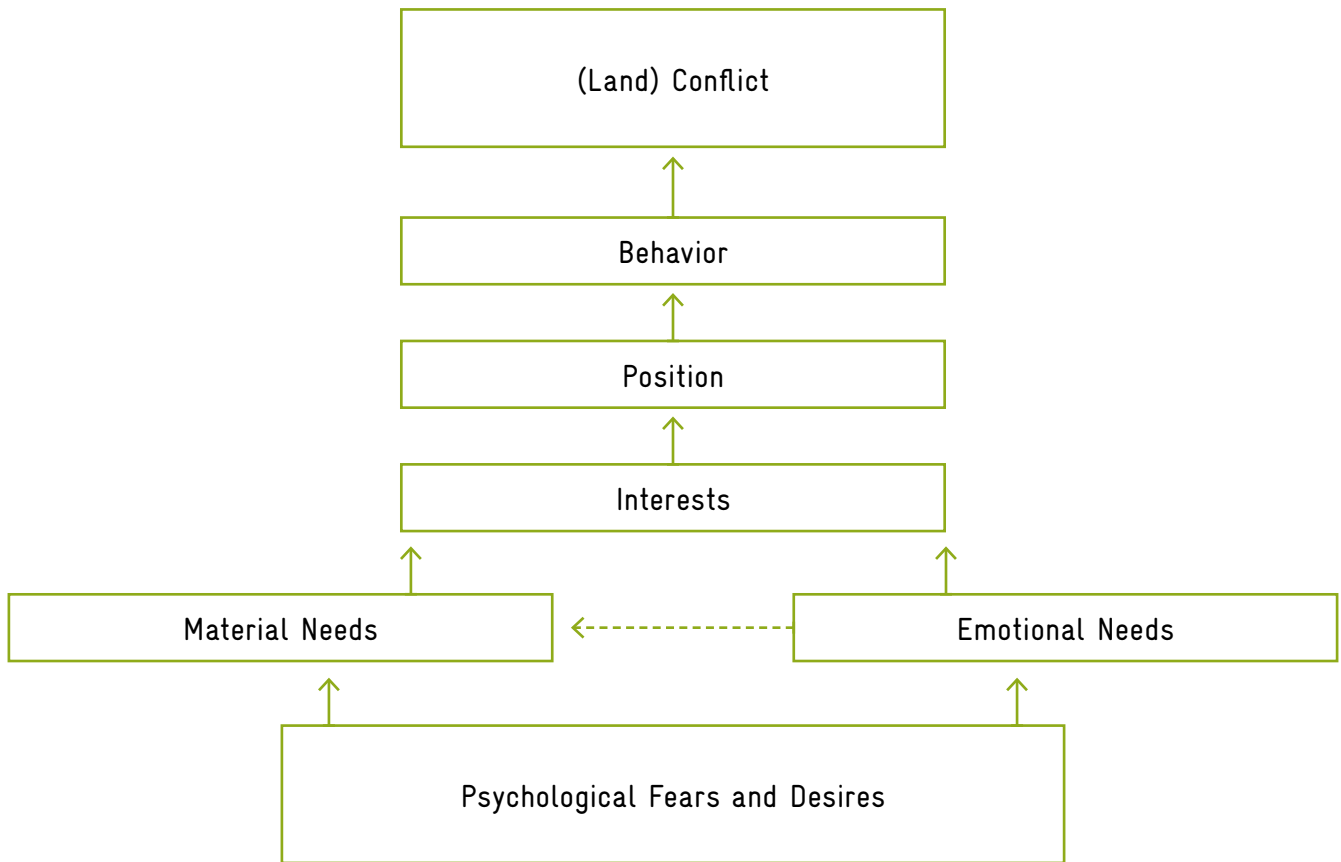 (Land) Conflict
Behavior
Position
Interests
Material Needs
Emotional Needs
Psychological Fears and Desires